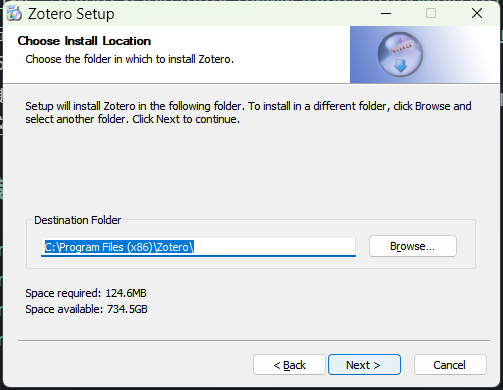 Zotero Setup
Choose Install Location
Choose the folder in which to install Zotero.
Setup will install Zotero in the following folder. To install in a different folder, click Browse and
select another folder. Click Next to continue.
Destination Folder
C:\Program Files (x86)\Zotero\
Browse...
Space required: 124.6MB
Space available: 734.5GB
< Back
Next >
Cancel